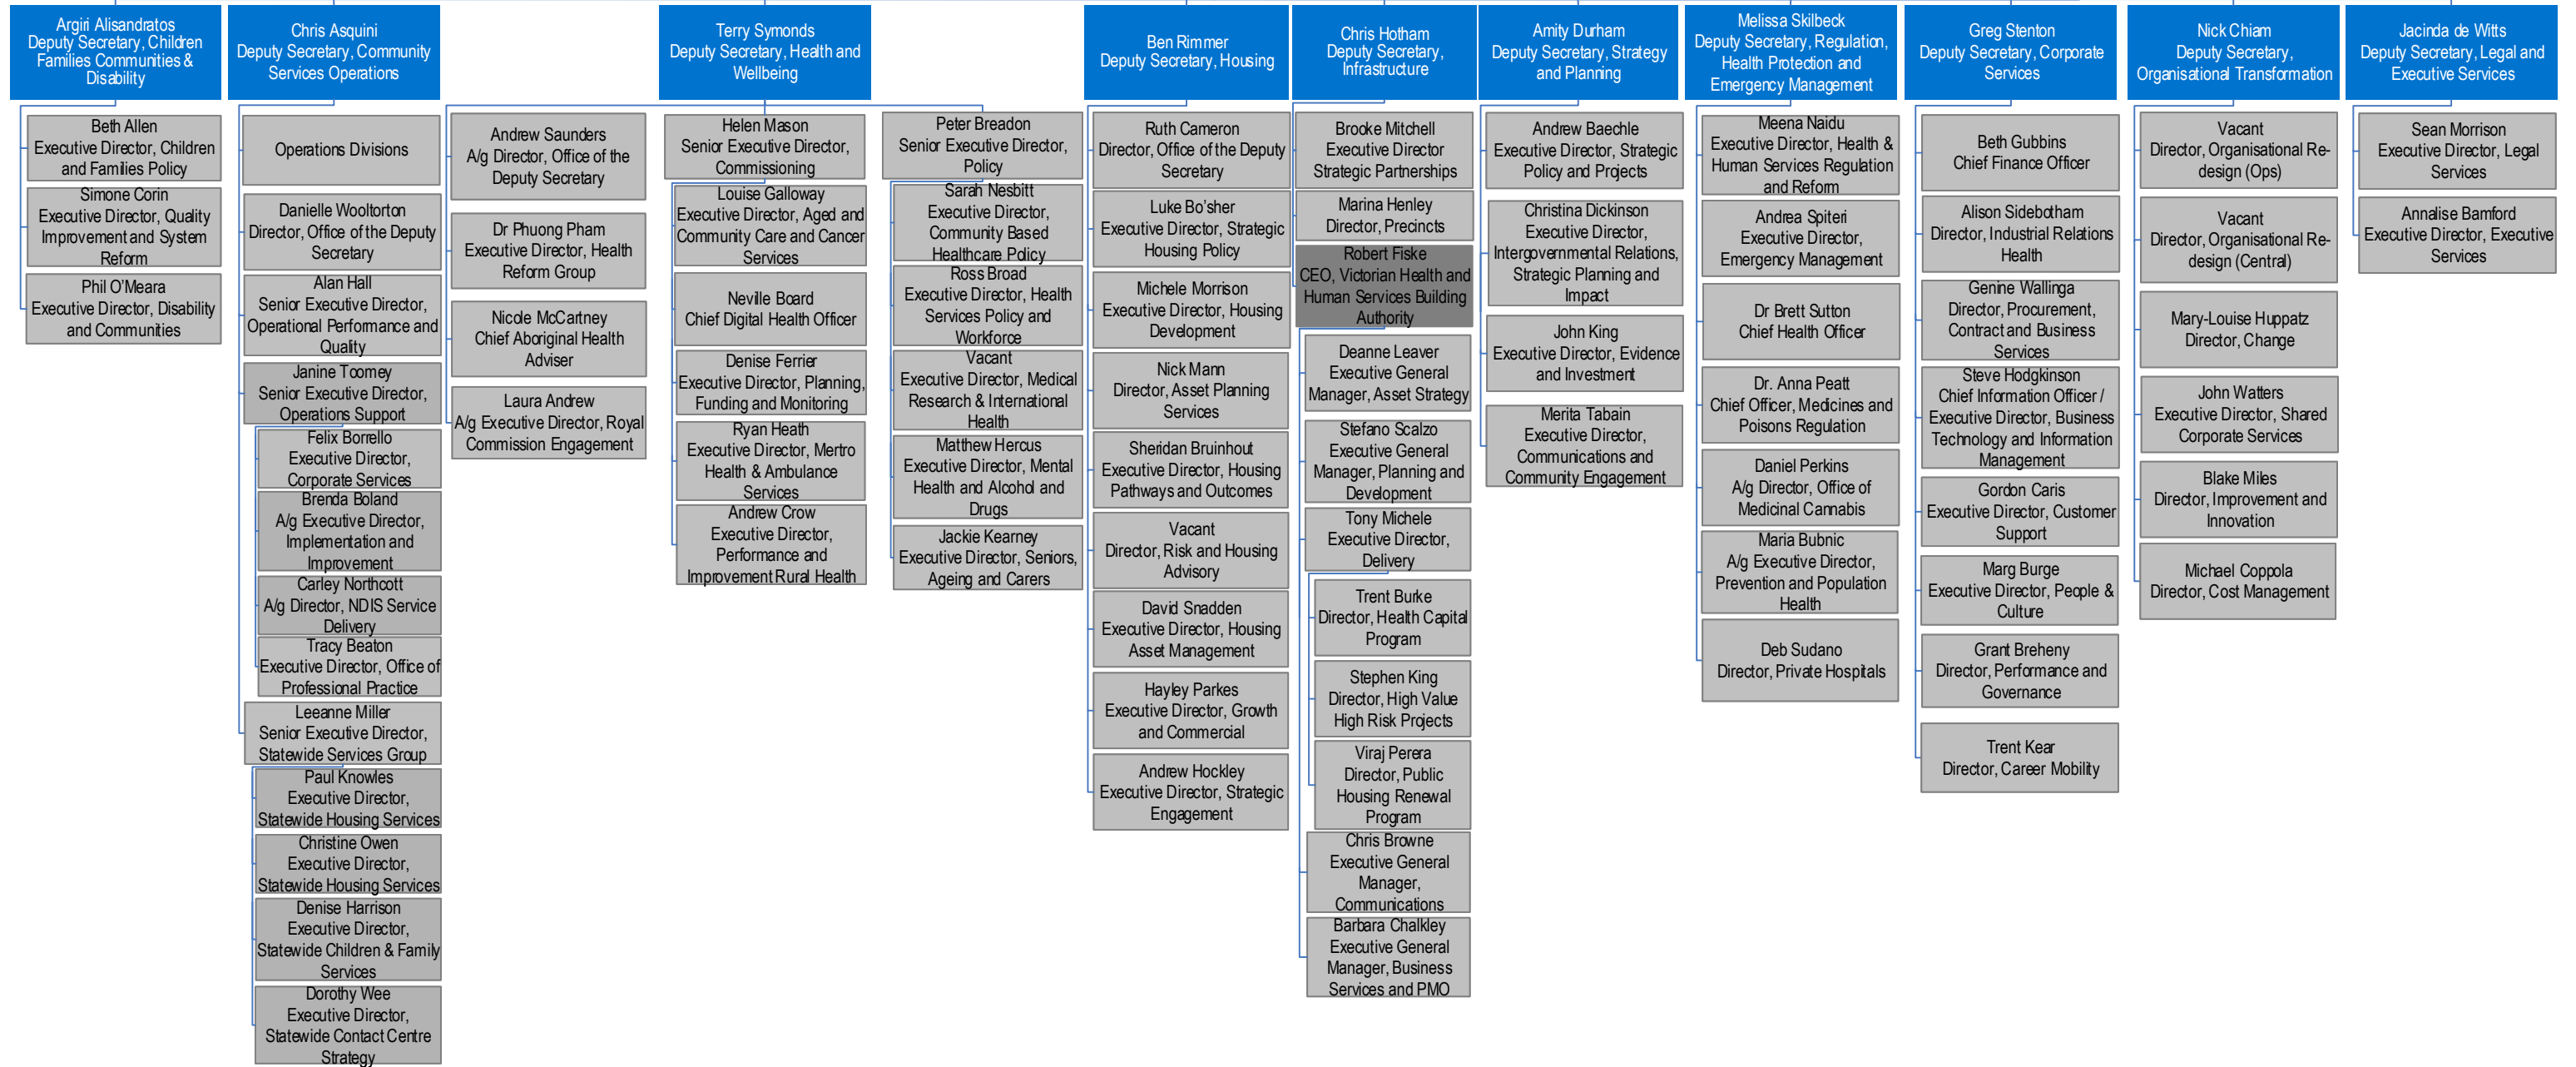 Argiri Alisandratos
Deputy Secretary, Children
Families Communities &
Disability
Beth Allen
Executive Director, Children
and Families Policy
Simone Corin
Executive Director, Quality
Improvement and System
Reform
Phil O'Meara
Executive Director, Disability
and Communities
Chris Asquini
Deputy Secretary, Community
Services Operations
Operations Divisions
Danielle Wooltorton
Director, Office of the Deputy
Secretary
Alan Hall
Senior Executive Director,
Operational Performance and
Quality
Janine Toomey
Senior Executive Director,
Operations Support
Felix Borrello
Executive Director,
Corporate Services
Brenda Boland
A/g Executive Director,
Implementation and
Improvement
Carley Northcott
A/g Director, NDIS Service
Delivery
Tracy Beaton
Executive Director, Office of
Professional Practice
Leeanne Miller
Senior Executive Director,
Statewide Services Group
Paul Knowles
Executive Director,
Statewide Housing Services
Christine Owen
Executive Director,
Statewide Housing Services
Denise Harrison
Executive Director,
Statewide Children & Family
Services
Dorothy Wee
Executive Director,
Statewide Contact Centre
Strategy
Terry Symonds
Deputy Secretary, Health and
Wellbeing
Andrew Saunders
A/g Director, Office of the
Deputy Secretary
Dr Phuong Pham
Executive Director, Health
Reform Group
Nicole McCartney
Chief Aboriginal Health
Adviser
Laura Andrew
A/g Executive Director, Royal
Commission Engagement
Helen Mason
Senior Executive Director,
Commissioning
Louise Galloway
Executive Director, Aged and
Community Care and Cancer
Services
Neville Board
Chief Digital Health Officer
Denise Ferrier
Executive Director, Planning,
Funding and Monitoring
Ryan Heath
Executive Director, Mertro
Health & Ambulance
Services
Andrew Crow
Executive Director,
Performance and
Improvement Rural Health
Peter Breadon
Senior Executive Director,
Policy
Sarah Nesbitt
Executive Director,
Community Based
Healthcare Policy
Ross Broad
Executive Director, Health
Services Policy and
Workforce
Vacant
Executive Director, Medical
Research & International
Health
Matthew Hercus
Executive Director, Mental
Health and Alcohol and
Drugs
Jackie Kearney
Executive Director, Seniors,
Ageing and Carers
Ben Rimmer
Deputy Secretary, Housing
Ruth Cameron
Director, Office of the Deputy
Secretary
Luke Bo'sher
Executive Director, Strategic
Housing Policy
Michele Morrison
Executive Director, Housing
Development
Nick Mann
Director, Asset Planning
Services
Sheridan Bruinhout
Executive Director, Housing
Pathways and Outcomes
Vacant
Director, Risk and Housing
Advisory
David Snadden
Executive Director, Housing
Asset Management
Hayley Parkes
Executive Director, Growth
and Commercial
Andrew Hockley
Executive Director, Strategic
Engagement
Chris Hotham
Deputy Secretary,
Infrastructure
Brooke Mitchell
Executive Director
Strategic Partnerships
Marina Henley
Director, Precincts
Robert Fiske
CEO, Victorian Health and
Human Services Building
Authority
Deanne Leaver
Executive General
Manager, Asset Strategy
Stefano Scalzo
Executive General
Manager, Planning and
Development
Tony Michele
Executive Director,
Delivery
Trent Burke
Director, Health Capital
Program
Stephen King
Director, High Value
High Risk Projects
Viraj Perera
Director, Public
Housing Renewal
Program
Chris Browne
Executive General
Manager,
Communications
Barbara Chalkley
Executive General
Manager, Business
Services and PMO
Amity Durham
Deputy Secretary, Strategy
and Planning
Andrew Baechle
Executive Director, Strategic
Policy and Projects
Christina Dickinson
Executive Director,
Intergovernmental Relations,
Strategic Planning and
Impact
John King
Executive Director, Evidence
and Investment
Merita Tabain
Executive Director,
Communications and
Community Engagement
Melissa Skilbeck
Deputy Secretary, Regulation,
Health Protection and
Emergency Management
Meena Naidu
Executive Director, Health &
Human Services Regulation
and Reform
Andrea Spiteri
Executive Director,
Emergency Management
Dr Brett Sutton
Chief Health Officer
Dr. Anna Peatt
Chief Officer, Medicines and
Poisons Regulation
Daniel Perkins
A/g Director, Office of
Medicinal Cannabis
Maria Bubnic
A/g Executive Director,
Prevention and Population
Health
Deb Sudano
Director, Private Hospitals
Greg Stenton
Deputy Secretary, Corporate
Services
Beth Gubbins
Chief Finance Officer
Alison Sidebotham
Director, Industrial Relations
Health
Genine Wallinga
Director, Procurement,
Contract and Business
Services
Steve Hodgkinson
Chief Information Officer /
Executive Director, Business
Technology and Information
Management
Gordon Caris
Executive Director, Customer
Support
Marg Burge
Executive Director, People &
Culture
Grant Breheny
Director, Performance and
Governance
Trent Kear
Director, Career Mobility
Nick Chiam
Deputy Secretary,
Organisational Transformation
Vacant
Director, Organisational Re-
design (Ops)
Vacant
Director, Organisational Re-
design (Central)
Mary-Louise Huppatz
Director, Change
John Watters
Executive Director, Shared
Corporate Services
Blake Miles
Director, Improvement and
Innovation
Michael Coppola
Director, Cost Management
Jacinda de Witts
Deputy Secretary, Legal and
Executive Services
Sean Morrison
Executive Director, Legal
Services
Annalise Bamford
Executive Director, Executive
Services